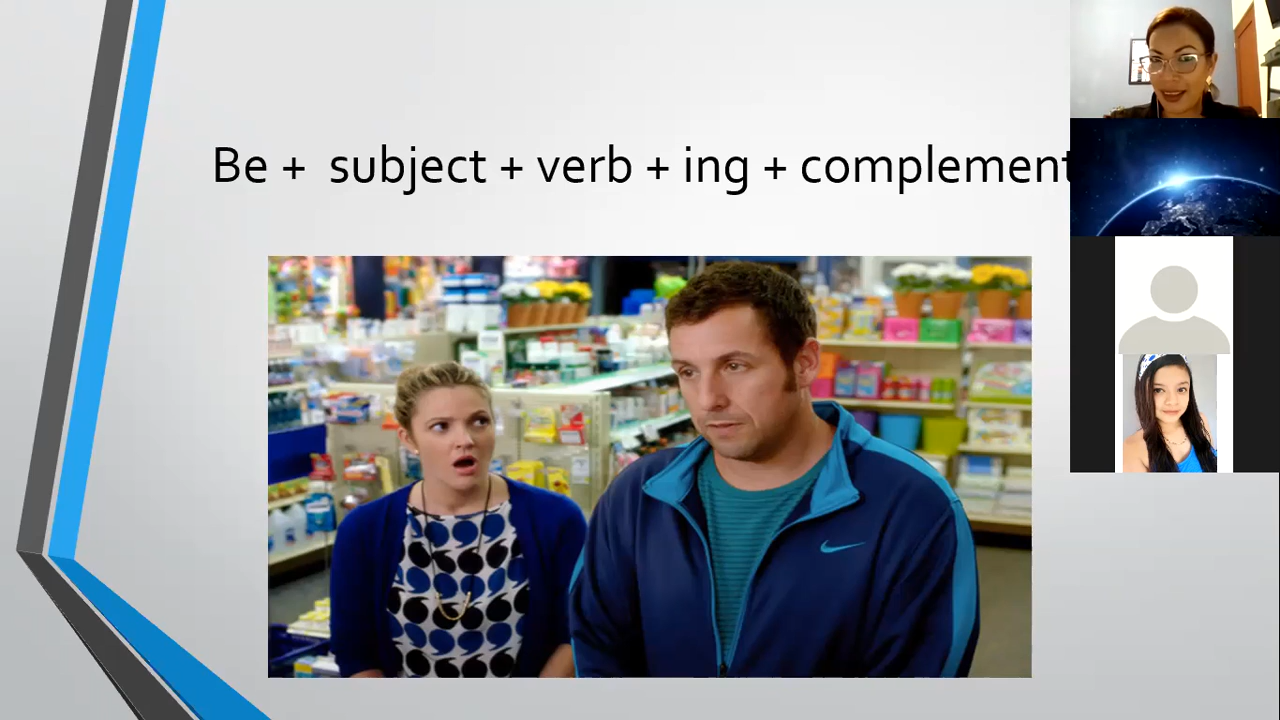 Be + subject + verb + ing + complement